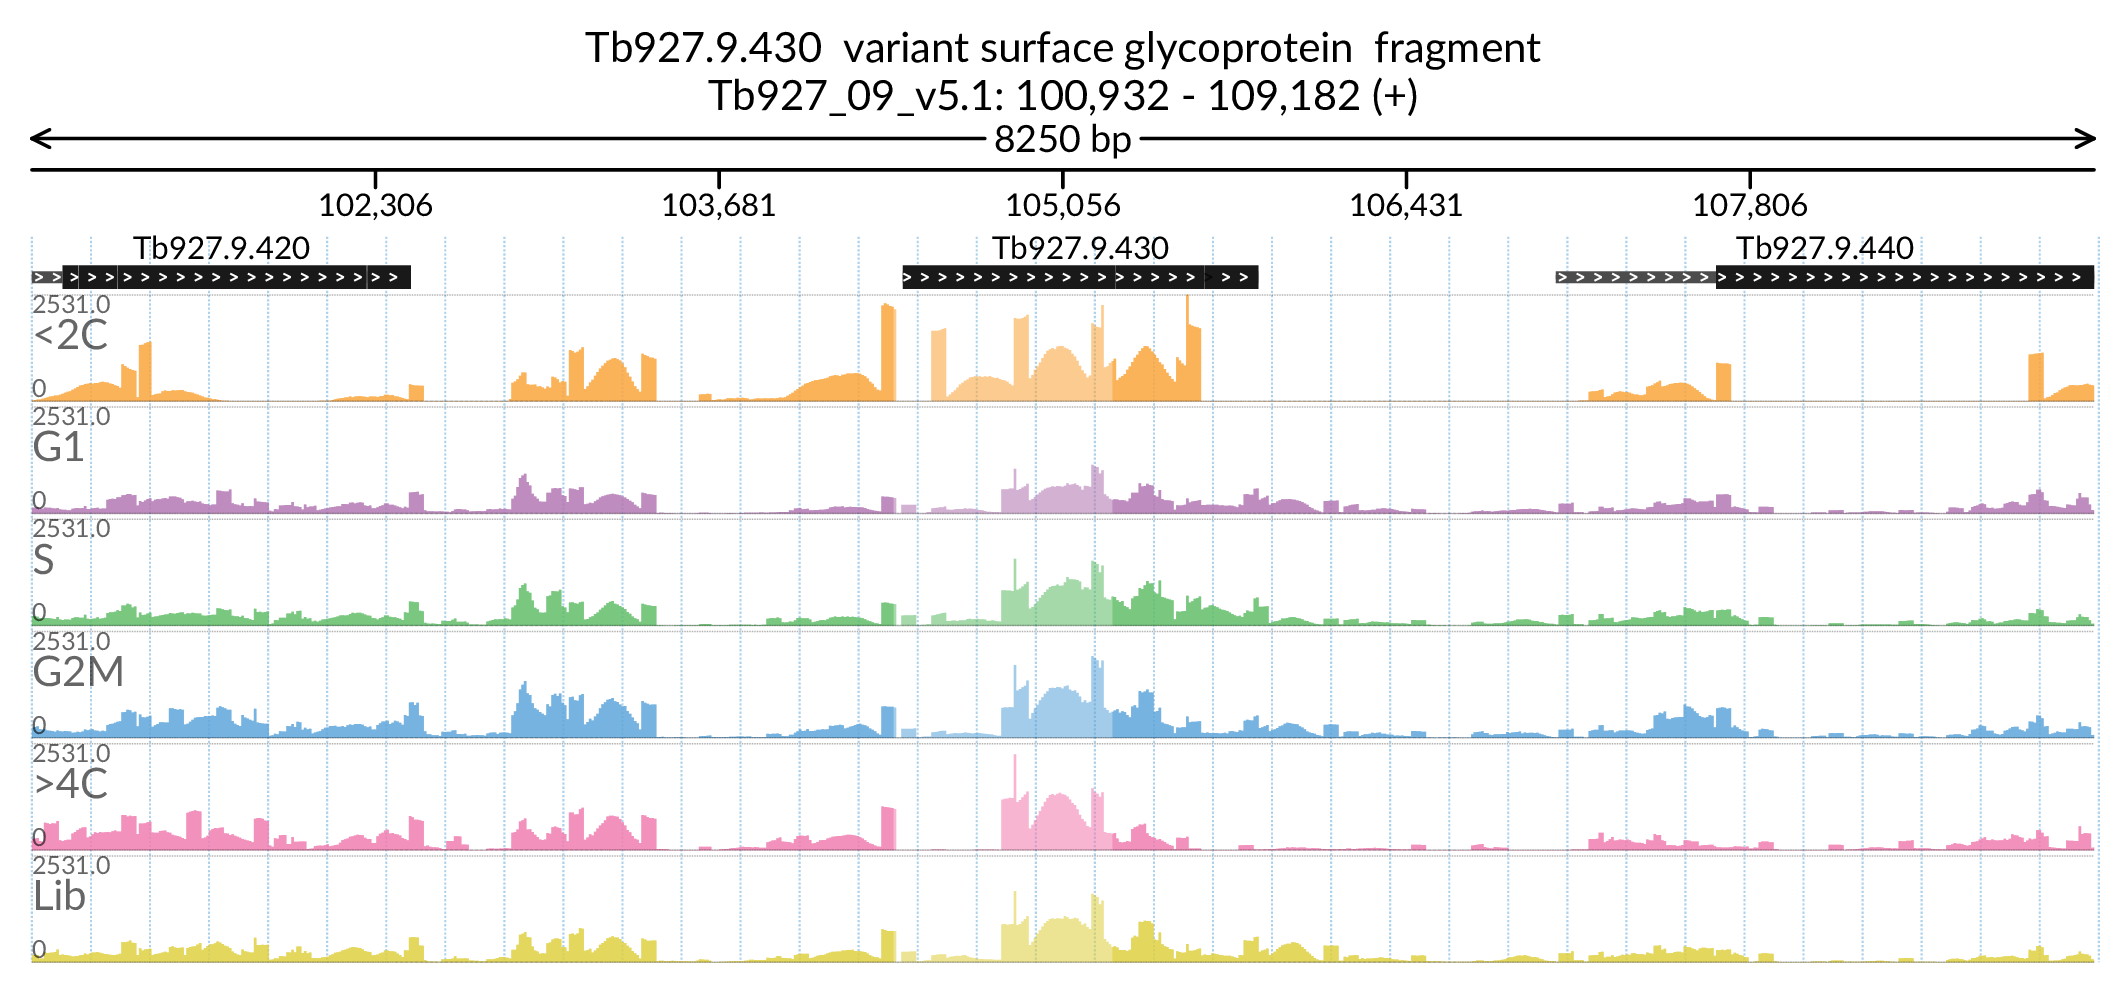 Tb927.9.430 variant surface glycoprotein fragment
Tb927_09_v5.1: 100,932 - 109,182 (+)
8250 bp
102,306 103,681 105,056 106,431 107,806
Tb927.9.420 Tb927.9.430 Tb927.9.440
2531.0
<2C
0
2531.0
G1
0
2531.0
S
0
2531.0
G2M
0
2531.0
>4C
0
2531.0
Lib
0